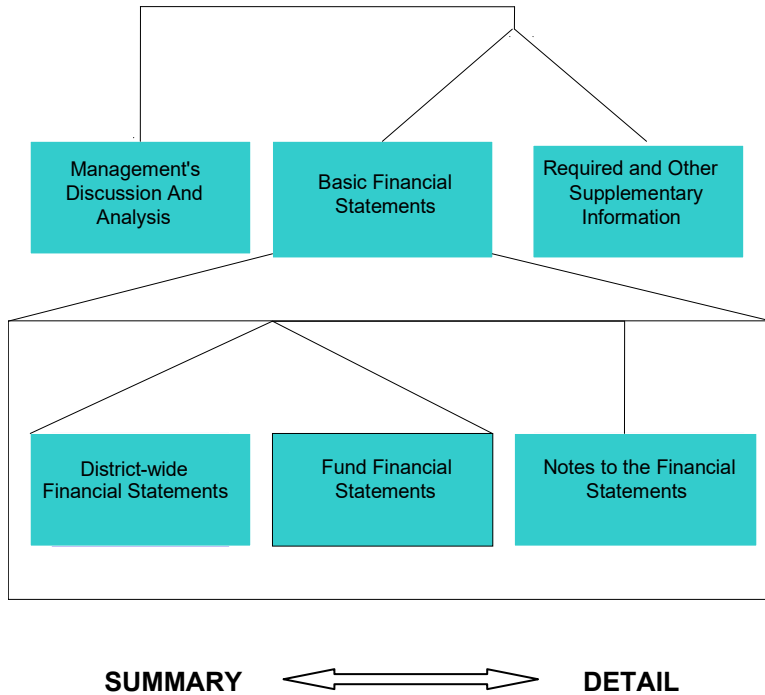 Management's
Discussion And
Analysis
Basic Financial
Statements
Required and Other
Supplementary
Information
District-wide
Financial Statements
Fund Financial
Statements
Notes to the Financial
Statements
SUMMARY
DETAIL